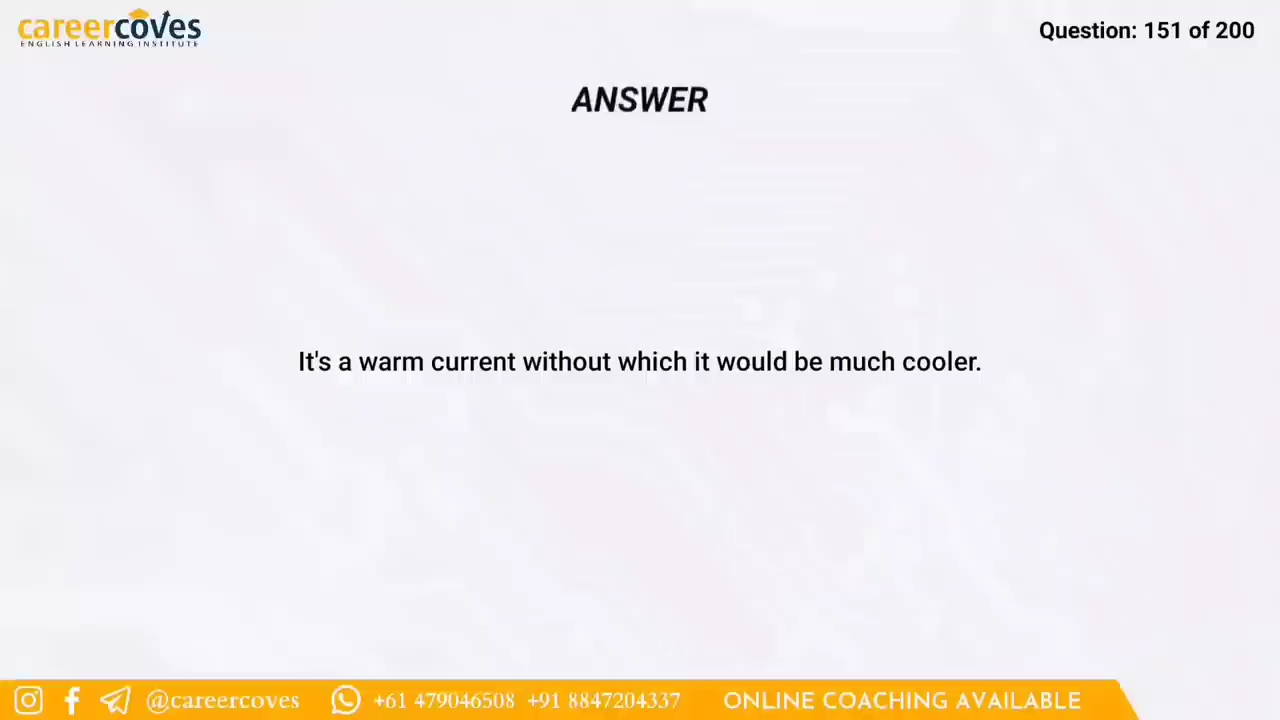 careercoves
ENGLISH LEARNING INSTITUTE
Question: 151 of 200
ANSWER
It's a warm current without which it would be much cooler.
@careercoves +61 479046508 +91 8847204337 ONLINE COACHING AVAILABLE